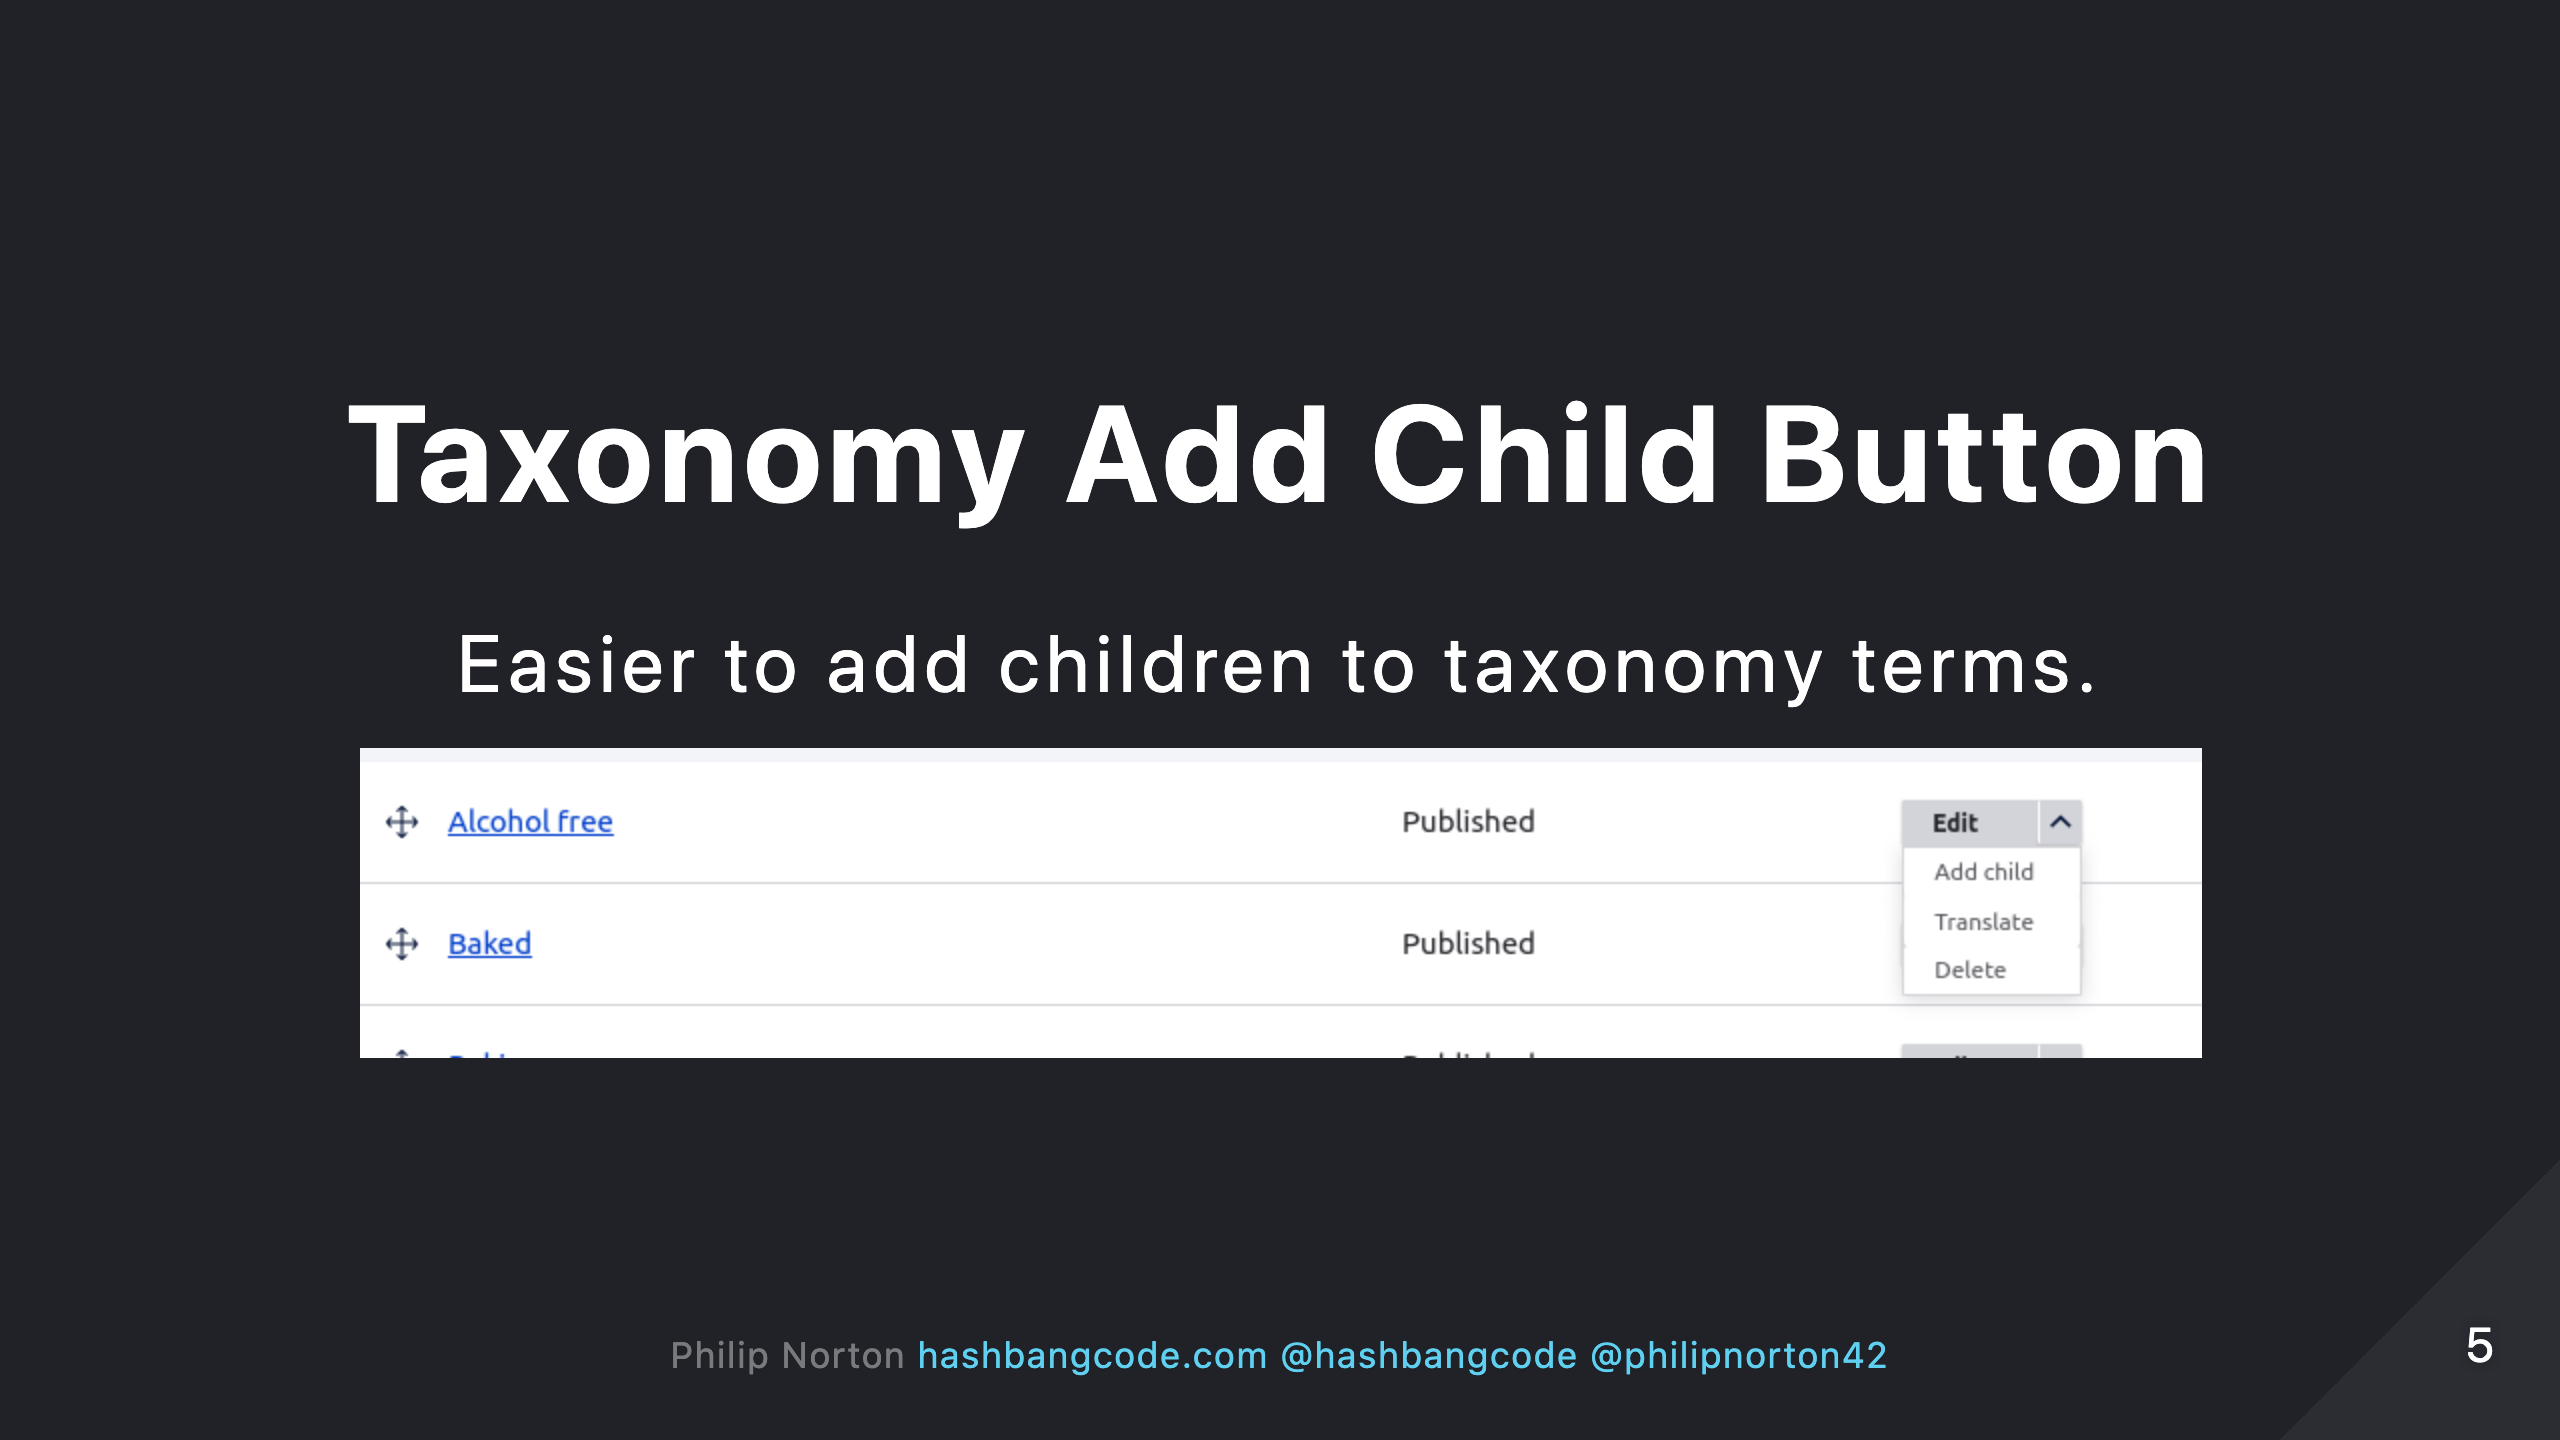 Taxonomy Add Child Button
Easier to add children to taxonomy terms.
Alcohol free Published Edit
Add child
Translate
Baked Published
Delete
Philip Norton hashbangcode.com @hashbangcode @philipnorton42
5